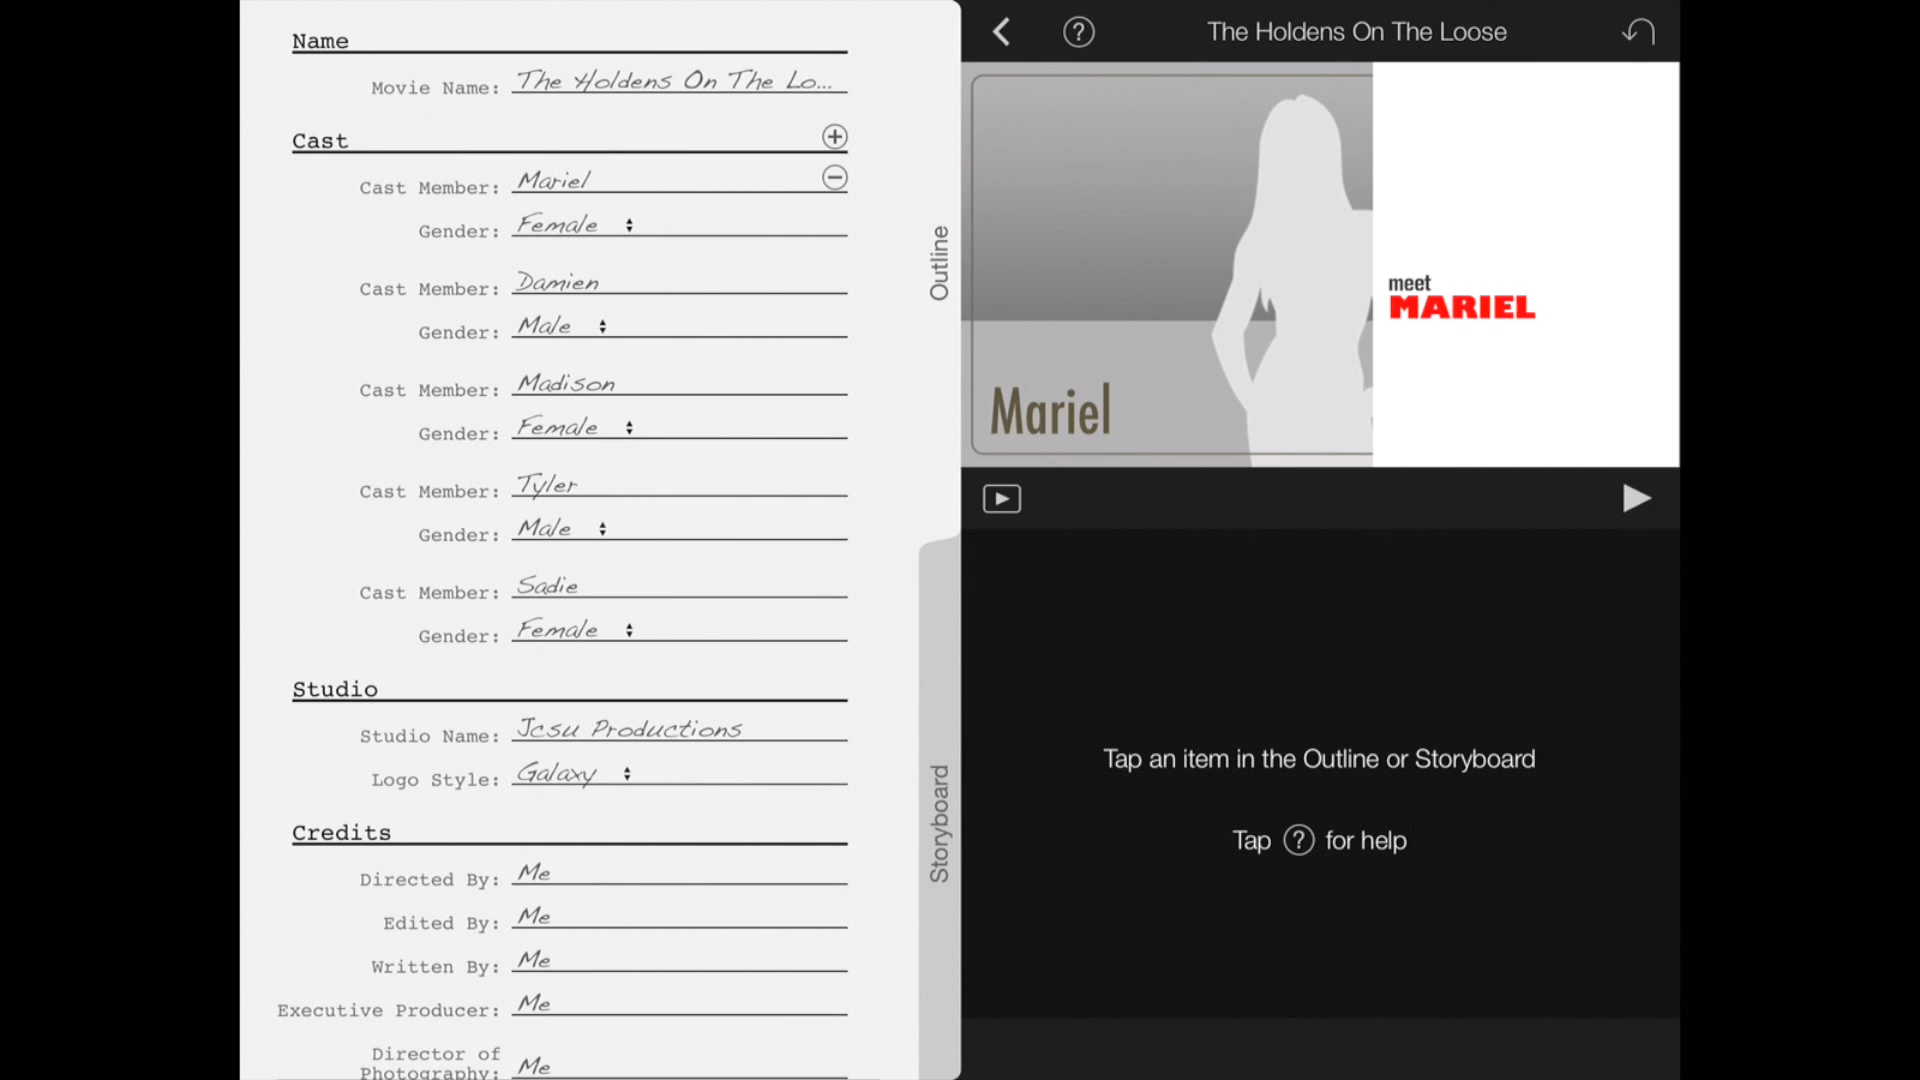 Name
Movie Name: The Holdens On The Lo...
Cast
Cast Member: Mariel
Gender: Female
Cast Member: Damien
Gender: Male
Cast Member: Madison
Gender: Female
Cast Member: Tyler
Gender: Male
Cast Member: Sadie
Gender: Female
Studio
Studio Name: Jcsu Productions
Logo Style: Galaxy
Credits
Directed By: Me
Edited By: Me
Written By: Me
Executive Producer: Me
Director of
Photography: Me
Outline
Storyboard
? The Holdens On The Loose
Mariel
meet
MARIEL
Tap an item in the Outline or Storyboard
Tap ? for help